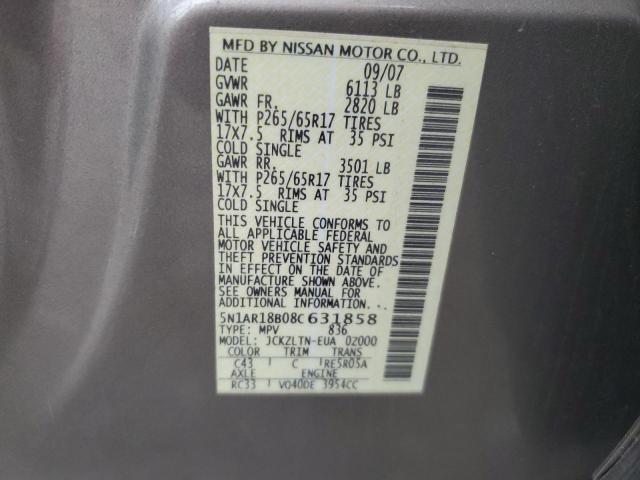 MFD BY NISSAN MOTOR CO., LTD.
DATE 09/07
GVWR 6113 LB
GAWR FR. 2820 LB
WITH P265/65R17 TIRES
17X7.5 RIMS AT 35 PSI
COLD SINGLE
GAWR RR. 3501 LB
WITH P265/65R17 TIRES
17X7.5 RIMS AT 35 PSI
COLD SINGLE
THIS VEHICLE CONFORMS TO
ALL APPLICABLE FEDERAL
MOTOR VEHICLE SAFETY AND
THEFT PREVENTION STANDARDS
IN EFFECT ON THE DATE OF
MANUFACTURE SHOWN ABOVE.
SEE OWNERS MANUAL FOR
ADDITIONAL INFORMATION.
5N1AR18B08C631858
TYPE: MPV 836
MODEL: JCKZLTN-EUA 02000
COLOR TRIM TRANS
C43 C RE5R05A
AXLE ENGINE
RC33 VQ40DE 3954CC